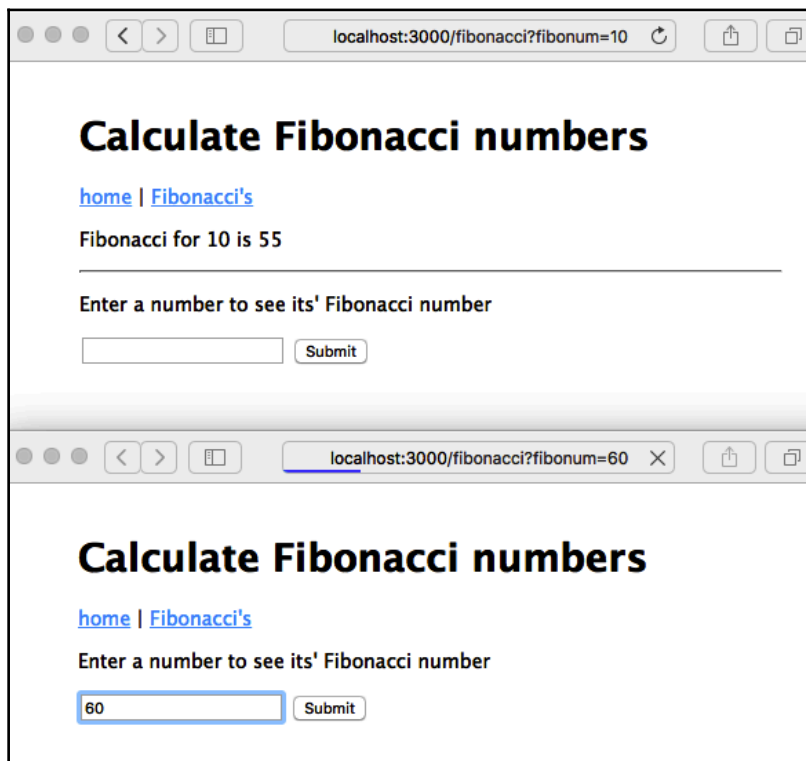 localhost:3000/fibonacci?fibonum=10
Calculate Fibonacci numbers
home | Fibonacci's
Fibonacci for 10 is 55
Enter a number to see its' Fibonacci number
Submit
localhost:3000/fibonacci?fibonum=60
Calculate Fibonacci numbers
home | Fibonacci's
Enter a number to see its' Fibonacci number
60 Submit